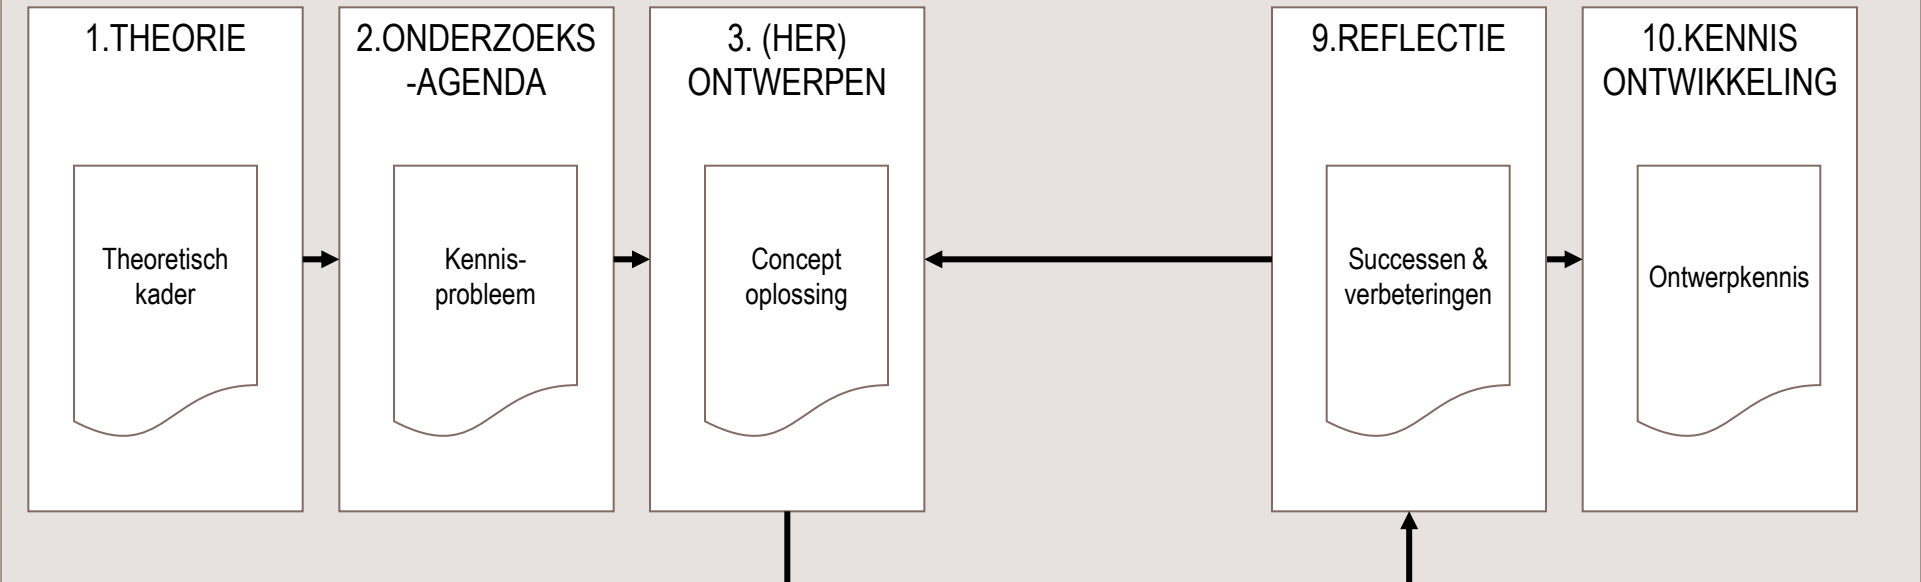 1.THEORIE
Theoretisch
kader
2.ONDERZOEKS
-AGENDA
Kennis-
probleem
3. (HER)
ONTWERPEN
Concept
oplossing
9.REFLECTIE
Successen &
verbeteringen
10.KENNIS
ONTWIKKELING
Ontwerpkennis